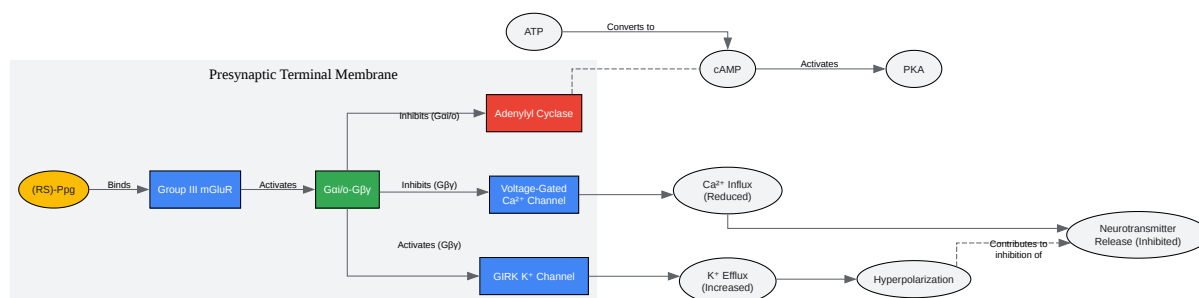 ATP
Converts to
cAMP
Activates
PKA
Presynaptic Terminal Membrane
Adenylyl Cyclase
Inhibits (Gαi/o)
(RS)-Ppg
Binds
Group III mGluR
Activates
Gαi/o-Gβγ
Inhibits (Gβγ)
Voltage-Gated
Ca²⁺ Channel
Ca²⁺ Influx
(Reduced)
Neurotransmitter
Release (Inhibited)
Activates (Gβγ)
GIRK K⁺ Channel
K⁺ Efflux
(Increased)
Hyperpolarization
Contributes to
inhibition of